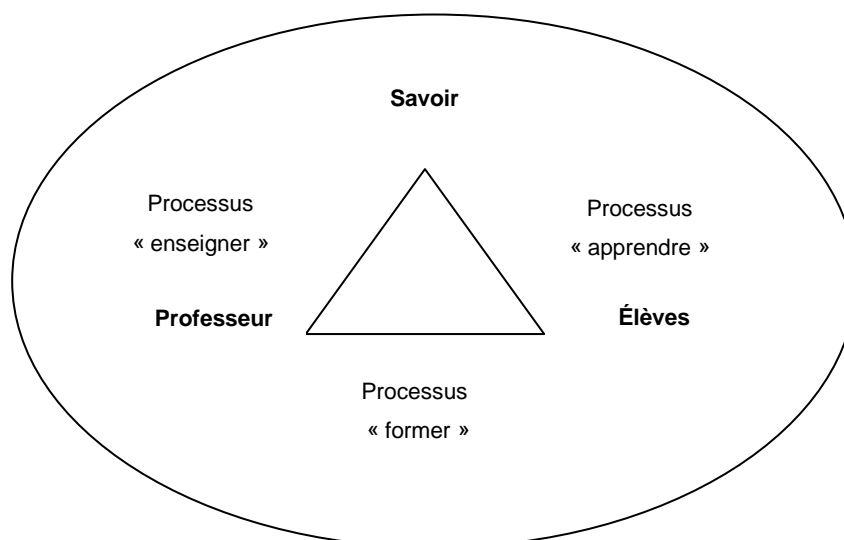 Savoir
Processus
« enseigner »
Processus
« apprendre »
Professeur
Élèves
Processus
« former »